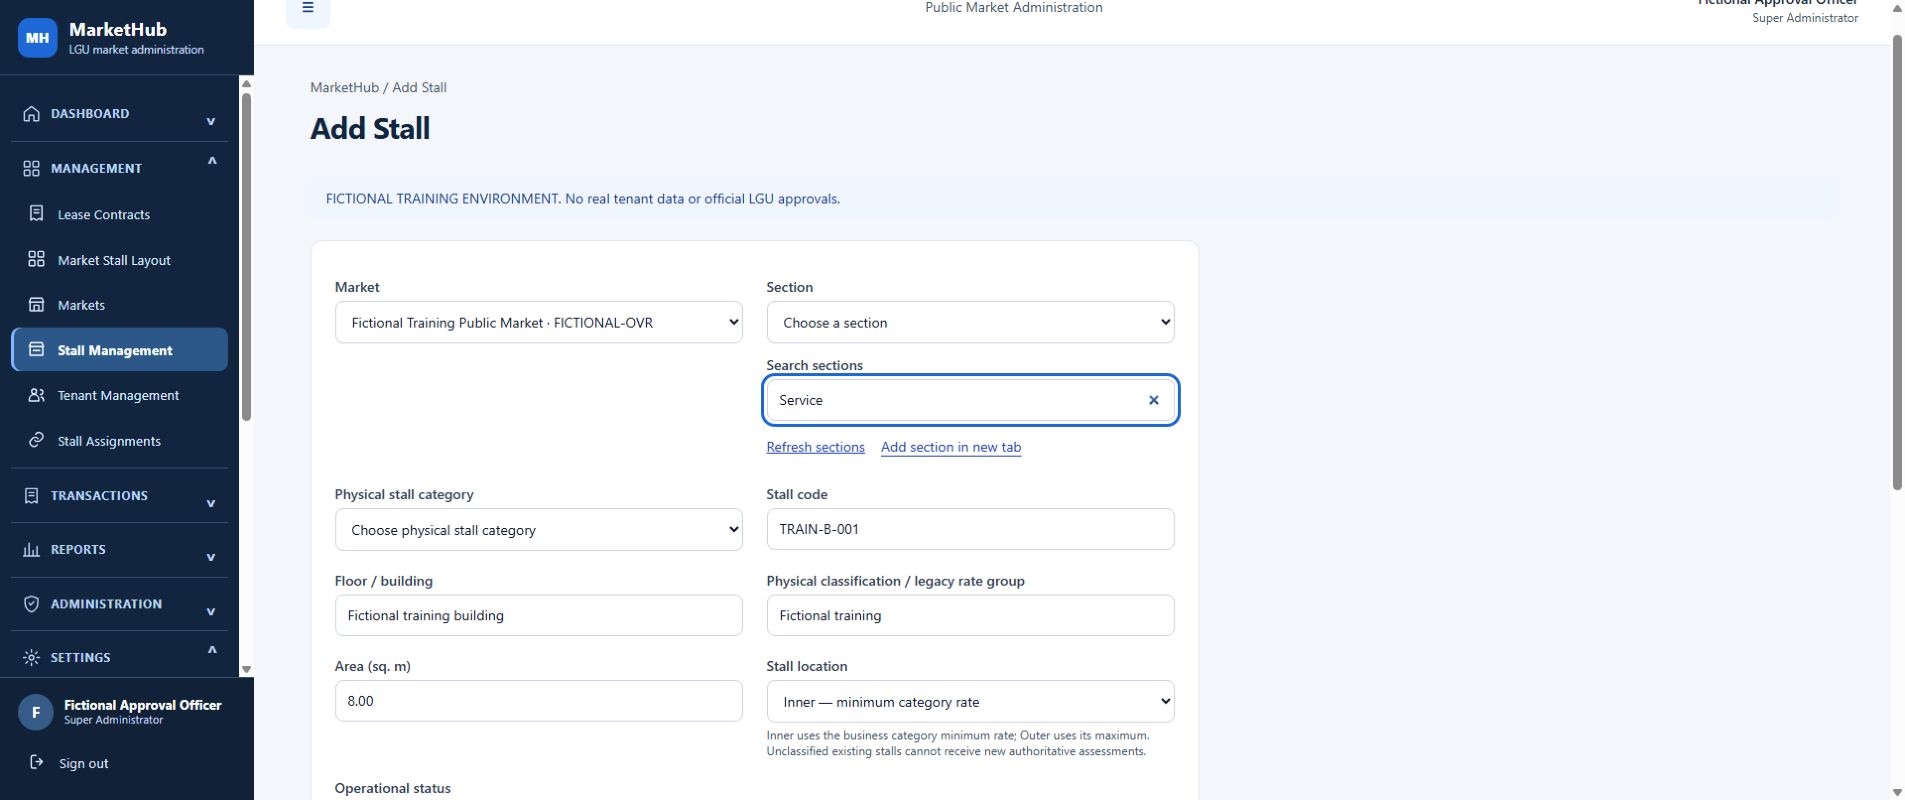 MH
MarketHub
LGU market administration
DASHBOARD
MANAGEMENT
Lease Contracts
Market Stall Layout
Markets
Stall Management
Tenant Management
Stall Assignments
TRANSACTIONS
REPORTS
ADMINISTRATION
SETTINGS
F
Fictional Approval Officer
Super Administrator
Sign out
Public Market Administration
Fictional Approval Officer
Super Administrator
MarketHub / Add Stall
Add Stall
FICTIONAL TRAINING ENVIRONMENT. No real tenant data or official LGU approvals.
Market
Fictional Training Public Market · FICTIONAL-OVR
Section
Choose a section
Search sections
Service
Refresh sections Add section in new tab
Physical stall category
Choose physical stall category
Stall code
TRAIN-B-001
Floor / building
Fictional training building
Physical classification / legacy rate group
Fictional training
Area (sq. m)
8.00
Stall location
Inner — minimum category rate
Inner uses the business category minimum rate; Outer uses its maximum.
Unclassified existing stalls cannot receive new authoritative assessments.
Operational status